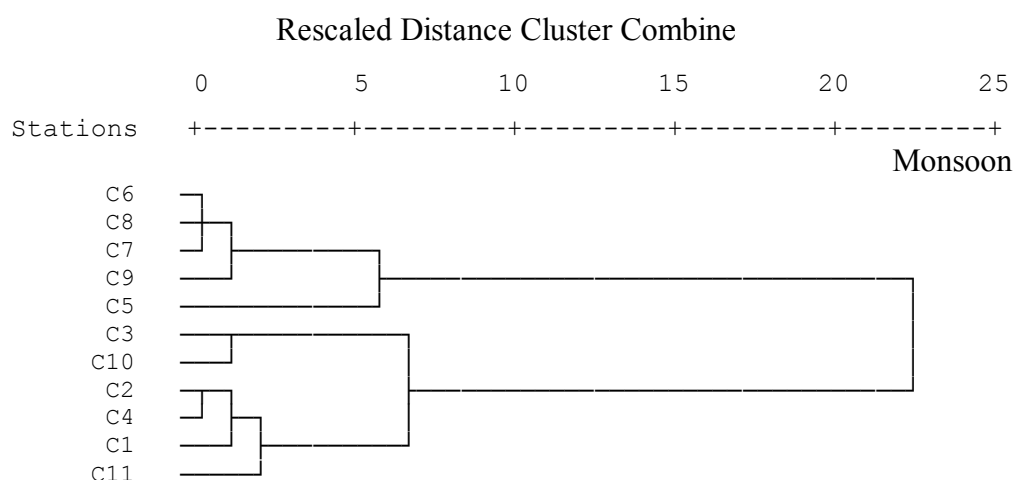 Rescaled Distance Cluster Combine
0 5 10 15 20 25
Stations +---------+---------+---------+---------+---------+
Monsoon
C6
C8
C7
C9
C5
C3
C10
C2
C4
C1
C11